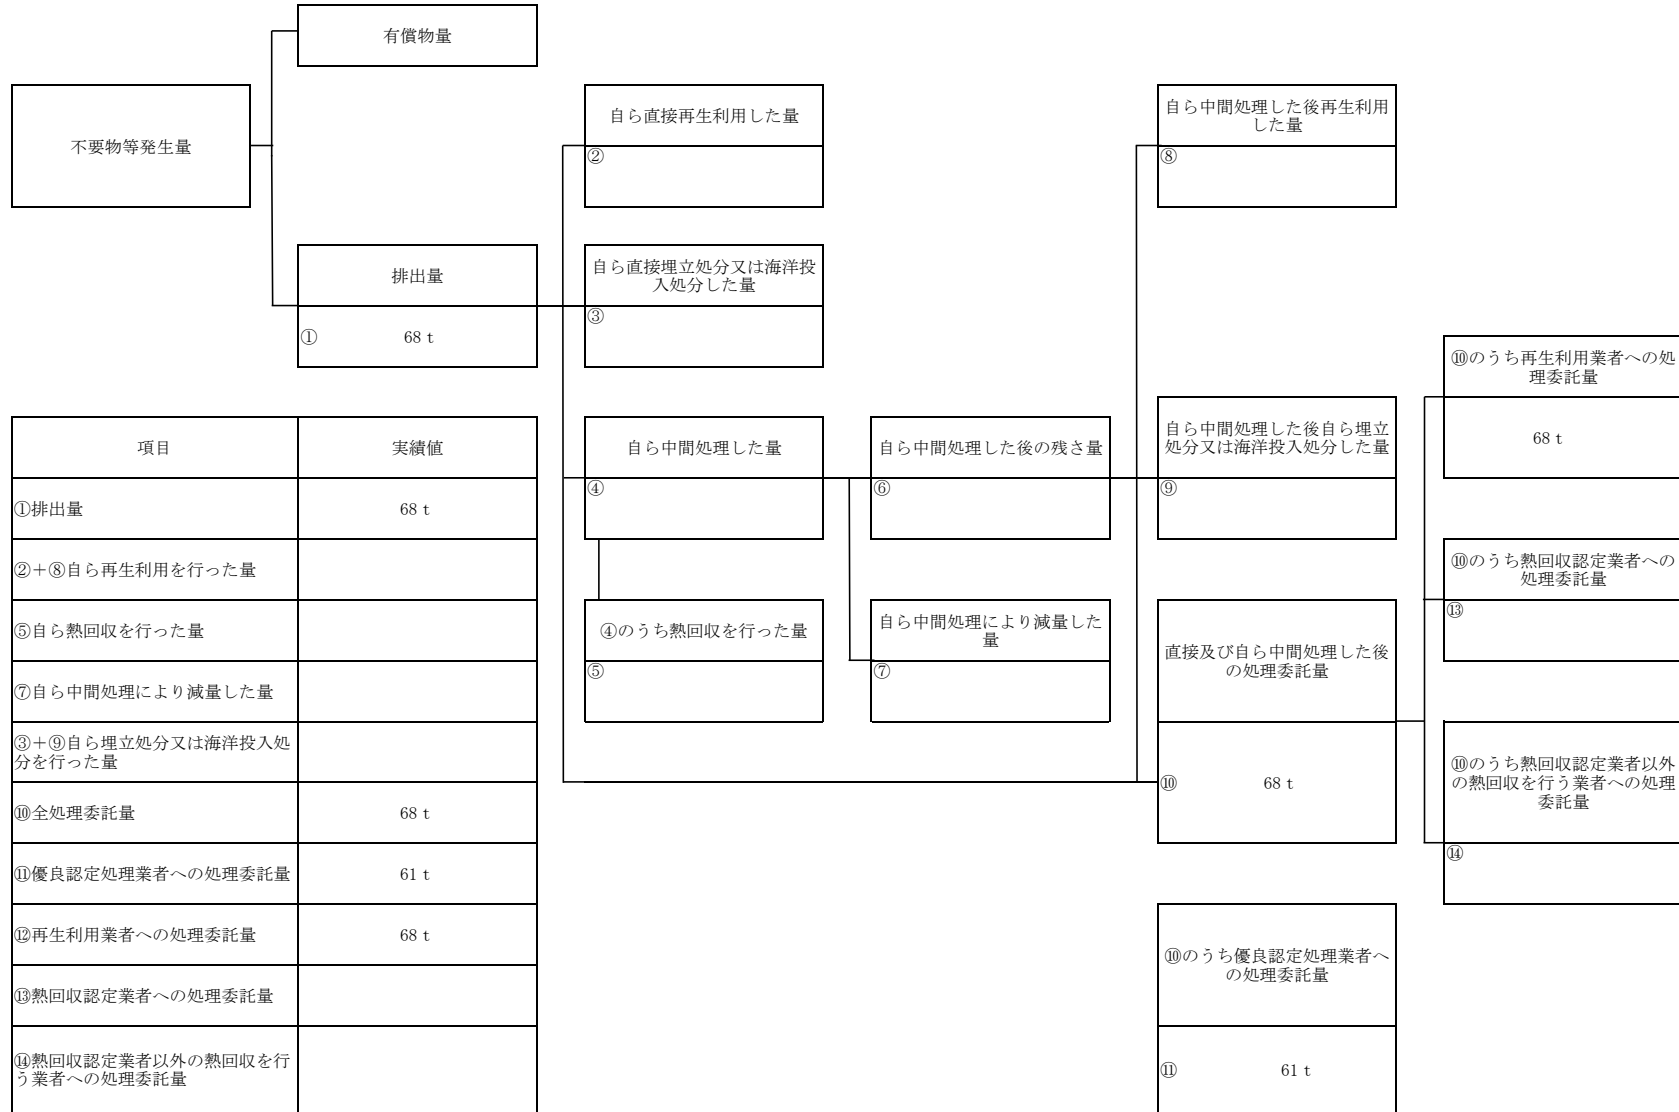 有償物量
不要物等発生量
自ら直接再生利用した量
②
自ら中間処理した後再生利用
した量
⑧
排出量
①
68 t
自ら直接埋立処分又は海洋投
入処分した量
③
⑩のうち再生利用業者への処
理委託量
68 t
項目
実績値
①排出量
68 t
②+⑧自ら再生利用を行った量
⑤自ら熱回収を行った量
⑦自ら中間処理により減量した量
③+⑨自ら埋立処分又は海洋投入処
分を行った量
⑩全処理委託量
68 t
⑪優良認定処理業者への処理委託量
61 t
⑫再生利用業者への処理委託量
68 t
⑬熱回収認定業者への処理委託量
⑭熱回収認定業者以外の熱回収を行
う業者への処理委託量
自ら中間処理した量
④
④のうち熱回収を行った量
⑤
自ら中間処理した後の残さ量
⑥
自ら中間処理により減量した
量
⑦
自ら中間処理した後自ら埋立
処分又は海洋投入処分した量
⑨
直接及び自ら中間処理した後
の処理委託量
⑩
68 t
⑩のうち優良認定処理業者へ
の処理委託量
⑪
61 t
⑩のうち熱回収認定業者への
処理委託量
⑬
⑩のうち熱回収認定業者以外
の熱回収を行う業者への処理
委託量
⑭